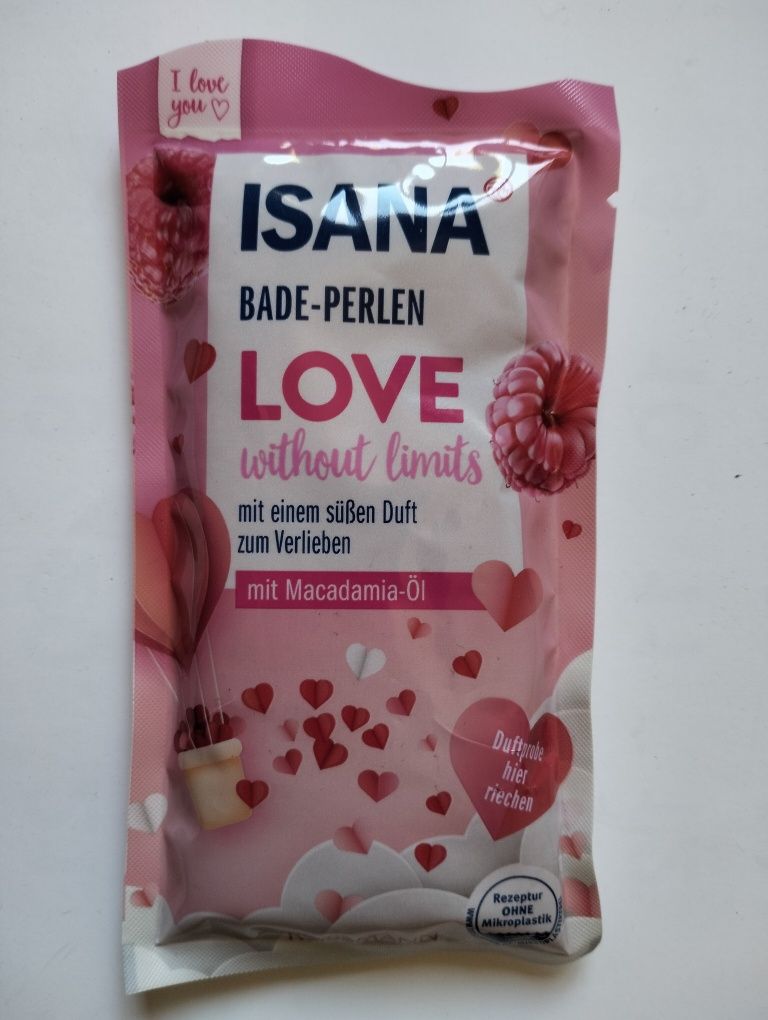 I love
you
ISANA
BADE-PERLEN
LOVE
without limits
mit einem süßen Duft
zum Verlieben
mit Macadamia-Öl
Duftprobe
hier
riechen
Rezeptur
OHNE
Mikroplastik